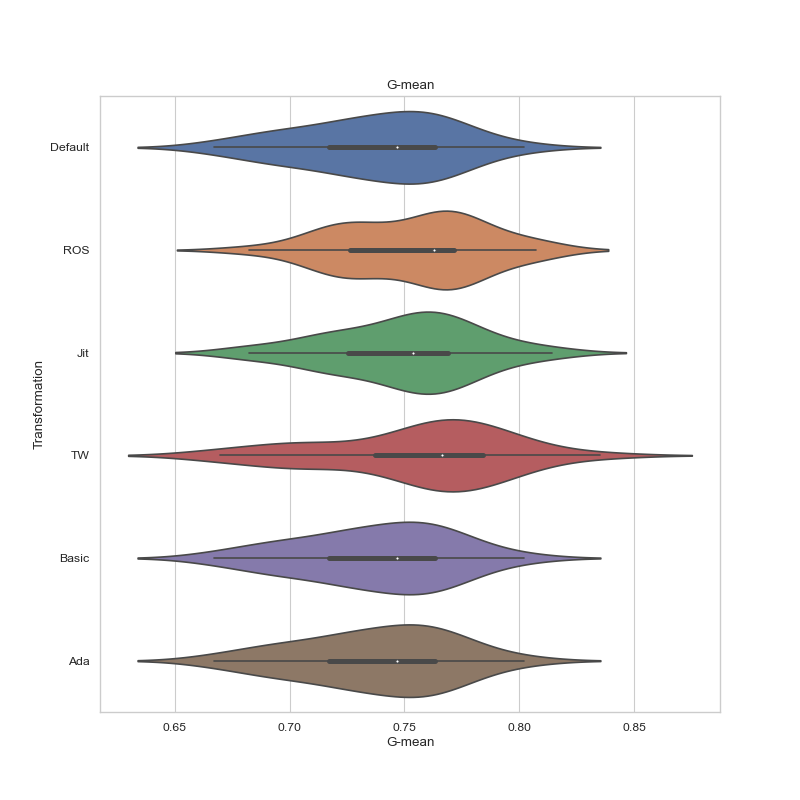 G-mean
Default
ROS
Jit
TW
Basic
Ada
Transformation
0.65 0.70 0.75 0.80 0.85
G-mean